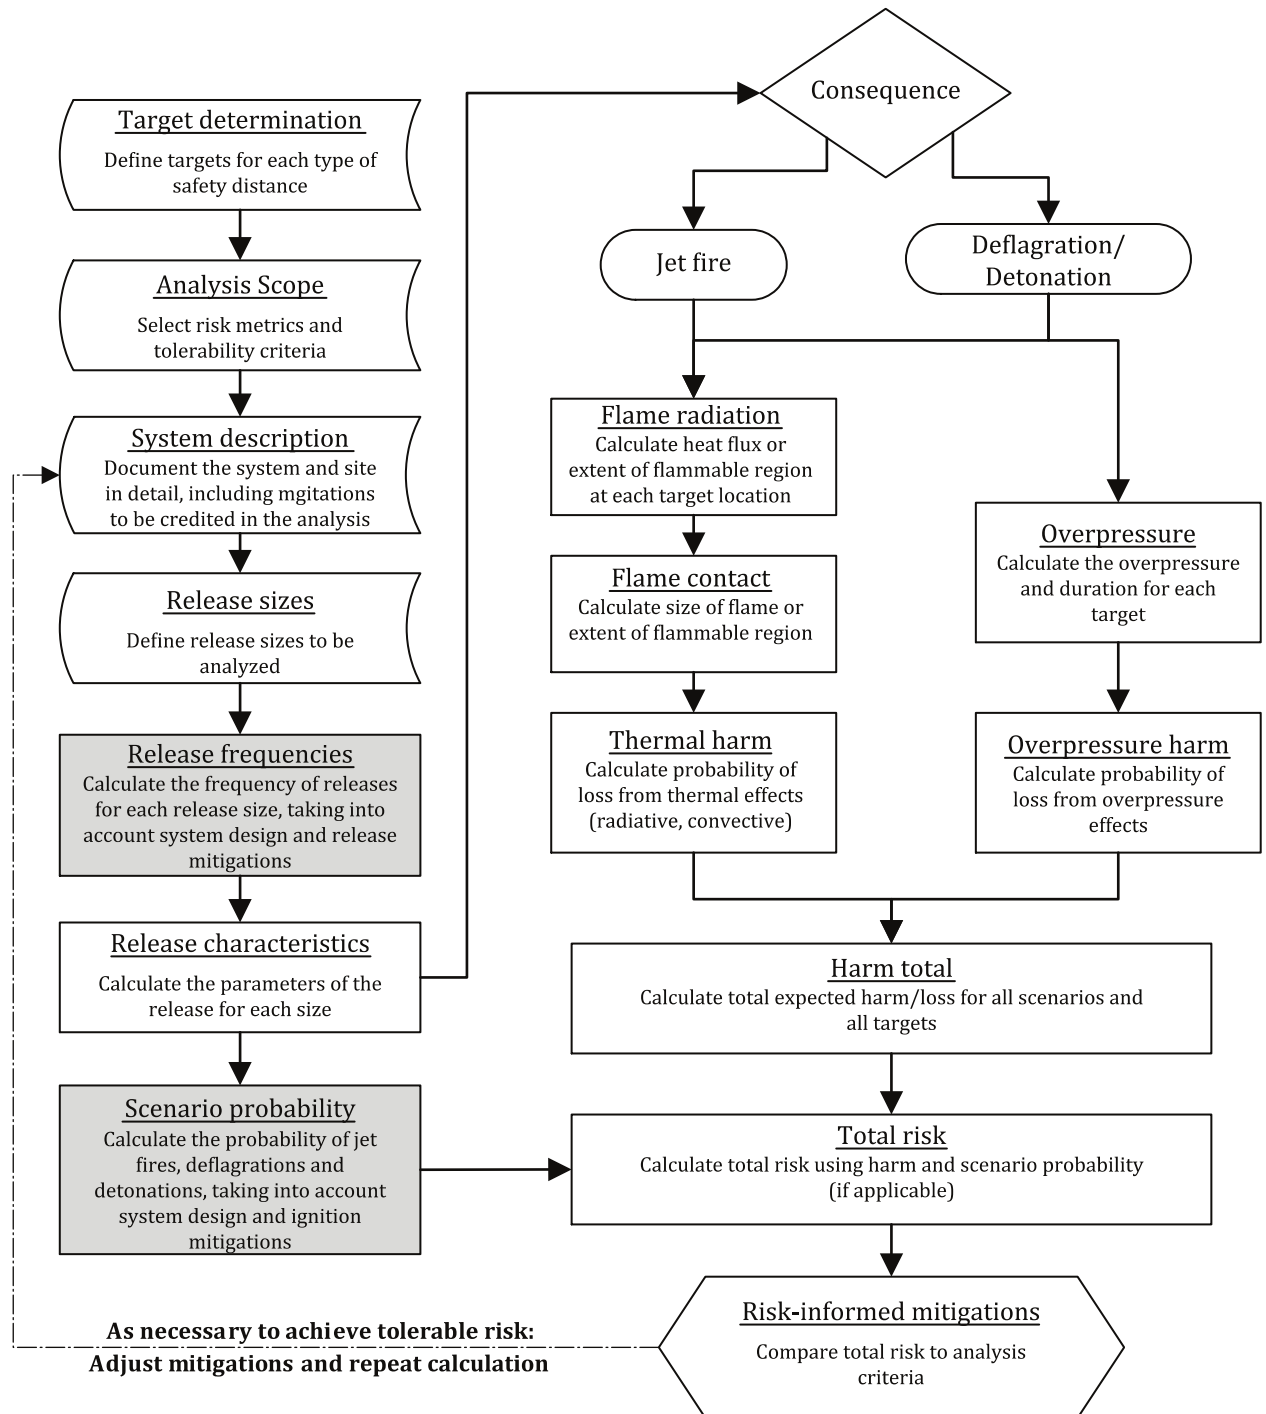 Target determination
Define targets for each type of
safety distance
Analysis Scope
Select risk metrics and
tolerability criteria
System description
Document the system and site
in detail, including mgitations
to be credited in the analysis
Release sizes
Define release sizes to be
analyzed
Release frequencies
Calculate the frequency of releases
for each release size, taking into
account system design and release
mitigations
Release characteristics
Calculate the parameters of the
release for each size
Scenario probability
Calculate the probability of jet
fires, deflagrations and
detonations, taking into account
system design and ignition
mitigations
Consequence
Jet fire
Deflagration/
Detonation
Flame radiation
Calculate heat flux or
extent of flammable region
at each target location
Flame contact
Calculate size of flame or
extent of flammable region
Thermal harm
Calculate probability of
loss from thermal effects
(radiative, convective)
Overpressure
Calculate the overpressure
and duration for each
target
Overpressure harm
Calculate probability of
loss from overpressure
effects
Harm total
Calculate total expected harm/loss for all scenarios and
all targets
Total risk
Calculate total risk using harm and scenario probability
(if applicable)
Risk-informed mitigations
Compare total risk to analysis
criteria
As necessary to achieve tolerable risk:
Adjust mitigations and repeat calculation